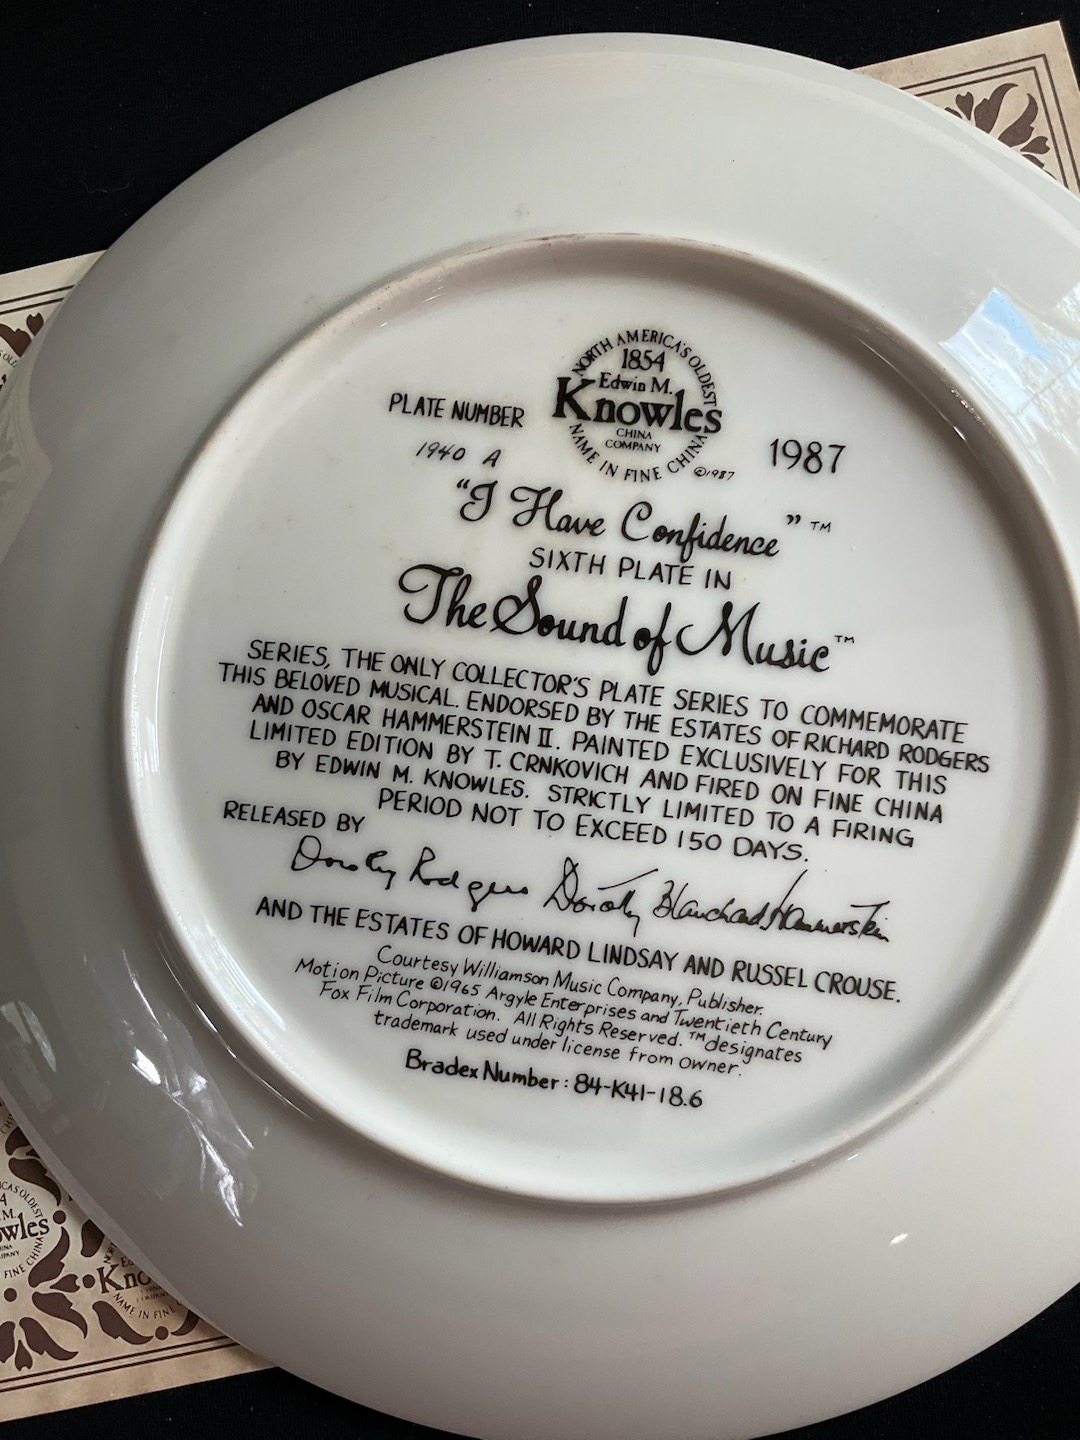 NORTH AMERICA'S OLDEST
1854
Edwin M.
Knowles
CHINA
COMPANY
NAME IN FINE CHINA
©1987
PLATE NUMBER
1940 A
1987
"I Have Confidence"™
SIXTH PLATE IN
The Sound of Music™
SERIES, THE ONLY COLLECTOR'S PLATE SERIES TO COMMEMORATE
THIS BELOVED MUSICAL. ENDORSED BY THE ESTATES OF RICHARD RODGERS
AND OSCAR HAMMERSTEIN II. PAINTED EXCLUSIVELY FOR THIS
LIMITED EDITION BY T. CRNKOVICH AND FIRED ON FINE CHINA
BY EDWIN M. KNOWLES. STRICTLY LIMITED TO A FIRING
PERIOD NOT TO EXCEED 150 DAYS.
RELEASED BY
Dorothy Rodgers Dorothy Blanchard Hammerstein
AND THE ESTATES OF HOWARD LINDSAY AND RUSSEL CROUSE.
Courtesy Williamson Music Company, Publisher.
Motion Picture ©1965 Argyle Enterprises and Twentieth Century
Fox Film Corporation. All Rights Reserved. ™designates
trademark used under license from owner.
Bradex Number: 84-K41-18.6
NAME IN FINE